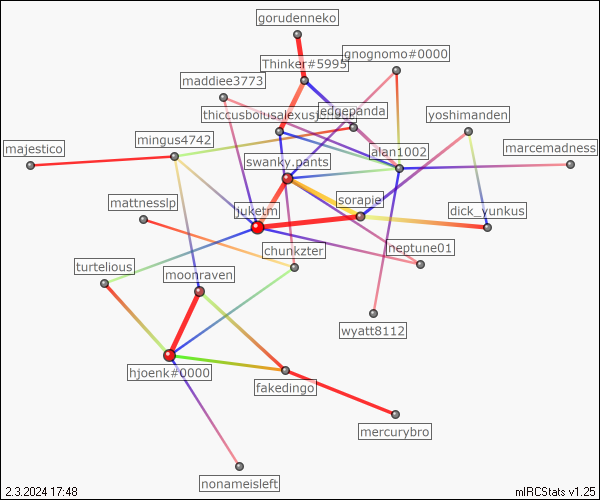 gorudenneko
gnognomo#0000
Thinker#5995
maddiee3773
edgepanda
yoshimanden
mingus4742
majestico
alan1002
marcemadness
swanky.pants
sorapie
mattnesslp
juketm
dick_yunkus
chunkzter
neptune01
turtelious
moonraven
wyatt8112
hjoenk#0000
fakedingo
mercurybro
nonameisleft
2.3.2024 17:48
mIRCStats v1.25